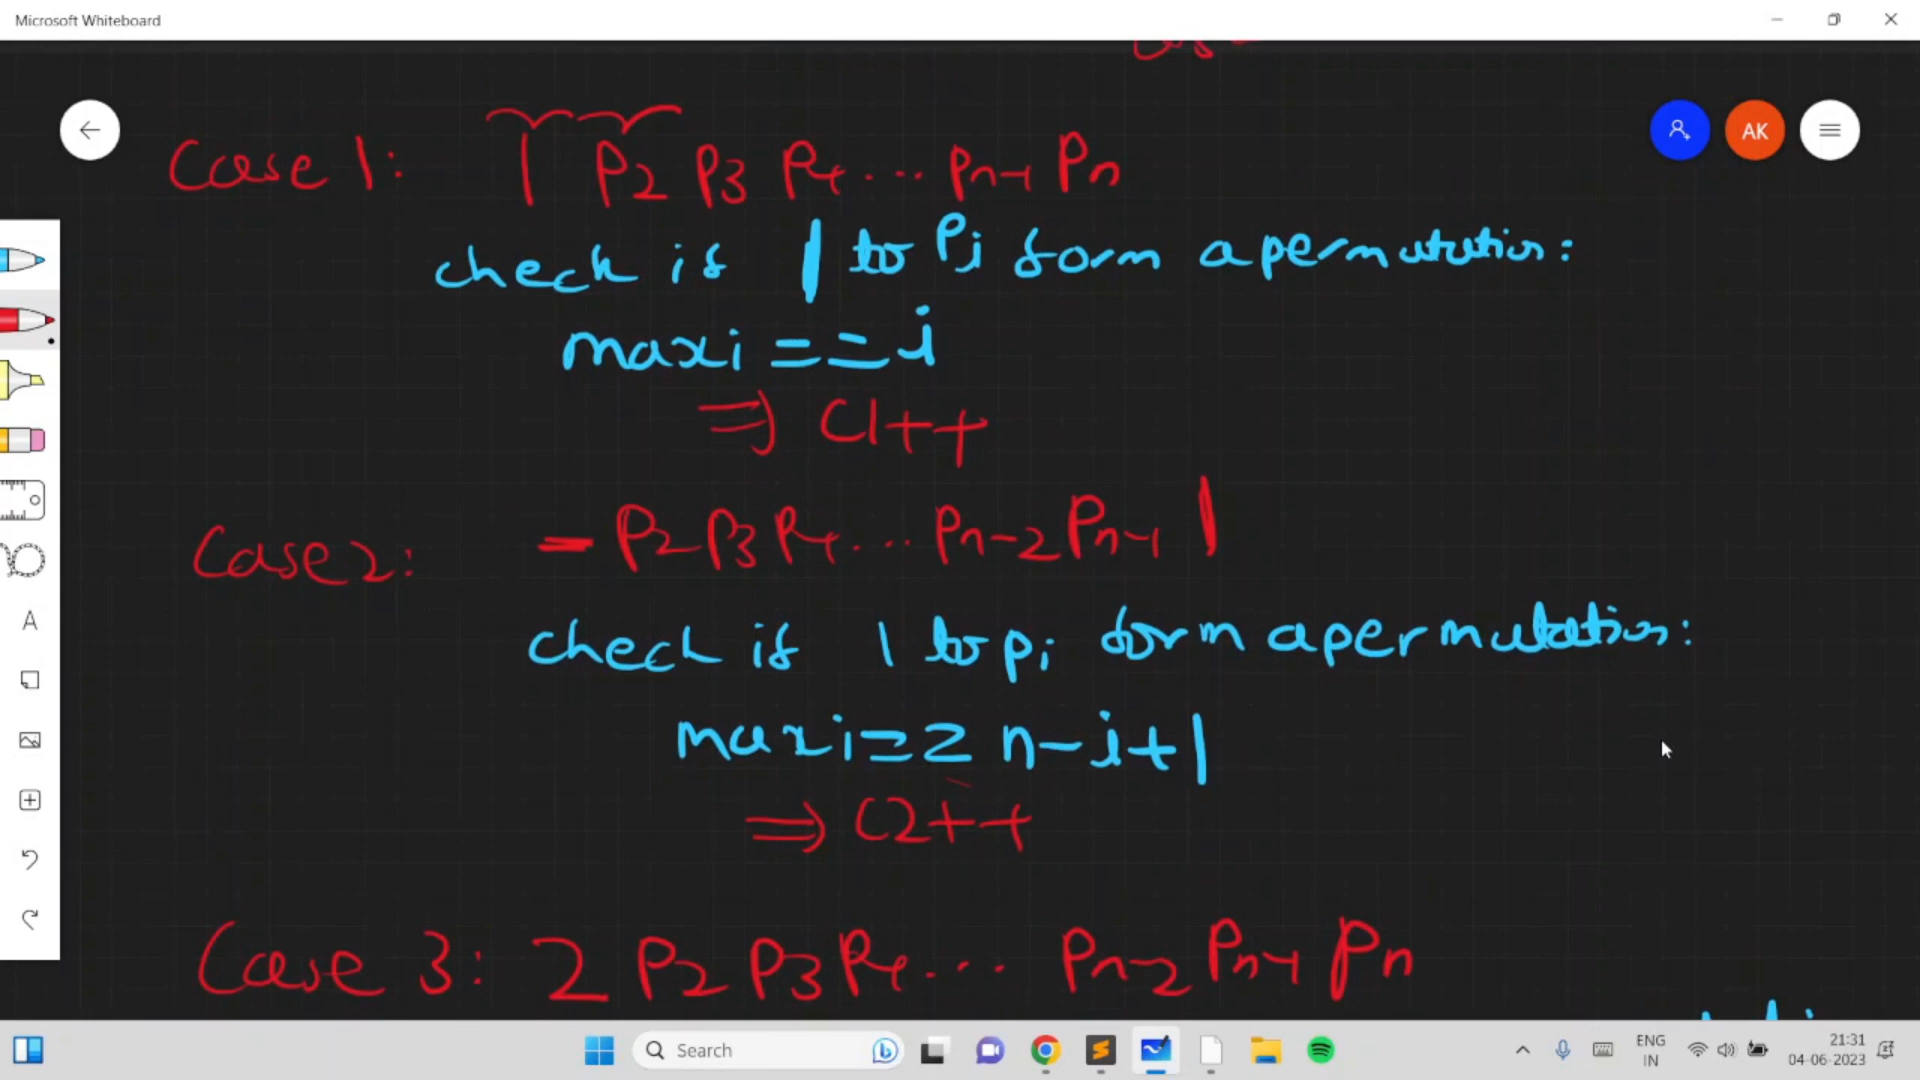 Microsoft Whiteboard
AK
Case 1: 1 P2 P3 P4 ... Pn-1 Pn
check if 1 to Pi form a permutation:
maxi == i
⇒ C1++
Case 2: - P2 P3 P4 ... Pn-2 Pn-1 1
check if 1 to pi form a permutation:
maxi == n-i+1
⇒ C2++
Case 3: 2 P2 P3 P4 ... Pn-2 Pn-1 Pn
A
Search
ENG
IN
21:31
04-06-2023